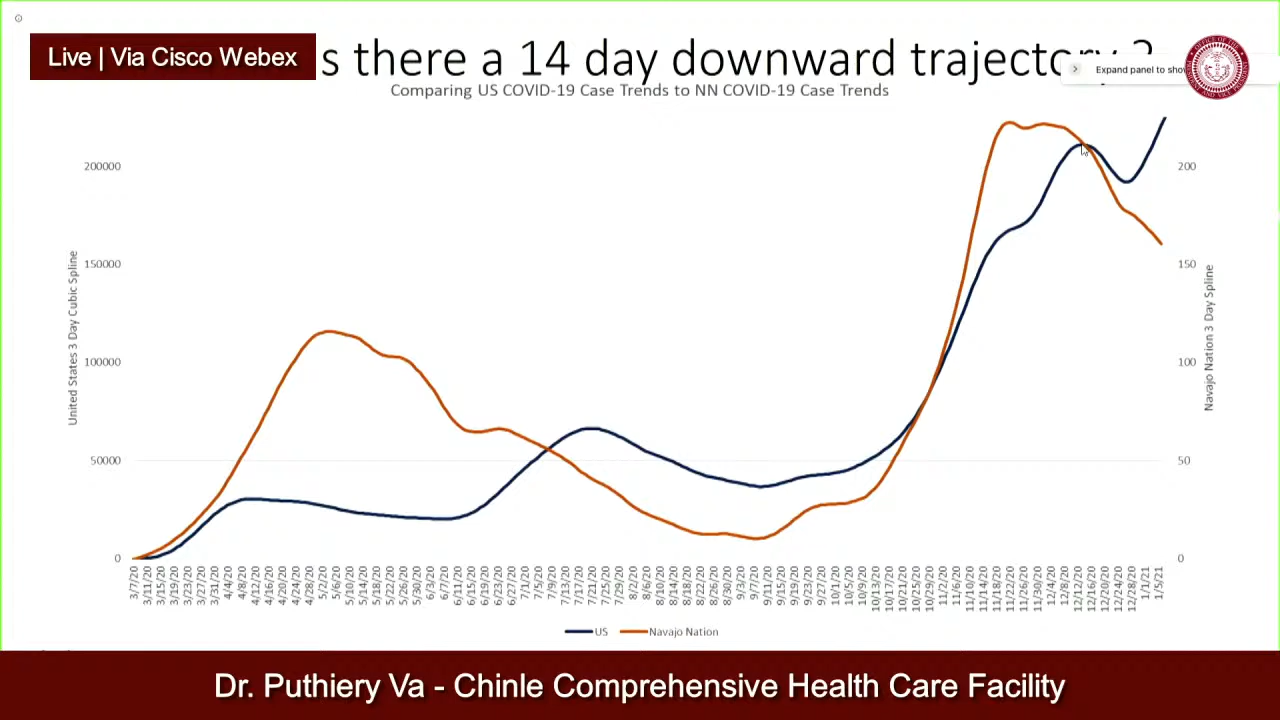 Live | Via Cisco Webex
s there a 14 day downward trajectory ?
Expand panel to sho
Comparing US COVID-19 Case Trends to NN COVID-19 Case Trends
200000
150000
100000
50000
0
United States 3 Day Cubic Spline
200
150
100
50
0
Navajo Nation 3 Day Spline
3/7/20 3/11/20 3/15/20 3/19/20 3/23/20 3/27/20 3/31/20 4/4/20 4/8/20 4/12/20 4/16/20 4/20/20 4/24/20 4/28/20 5/2/20 5/6/20 5/10/20 5/14/20 5/18/20 5/22/20 5/26/20 5/30/20 6/3/20 6/7/20 6/11/20 6/15/20 6/19/20 6/23/20 6/27/20 7/1/20 7/5/20 7/9/20 7/13/20 7/17/20 7/21/20 7/25/20 7/29/20 8/2/20 8/6/20 8/10/20 8/14/20 8/18/20 8/22/20 8/26/20 8/30/20 9/3/20 9/7/20 9/11/20 9/15/20 9/19/20 9/23/20 9/27/20 10/1/20 10/5/20 10/9/20 10/13/20 10/17/20 10/21/20 10/25/20 10/29/20 11/2/20 11/6/20 11/10/20 11/14/20 11/18/20 11/22/20 11/26/20 11/30/20 12/4/20 12/8/20 12/12/20 12/16/20 12/20/20 12/24/20 12/28/20 1/1/21 1/5/21
US
Navajo Nation
Dr. Puthiery Va - Chinle Comprehensive Health Care Facility